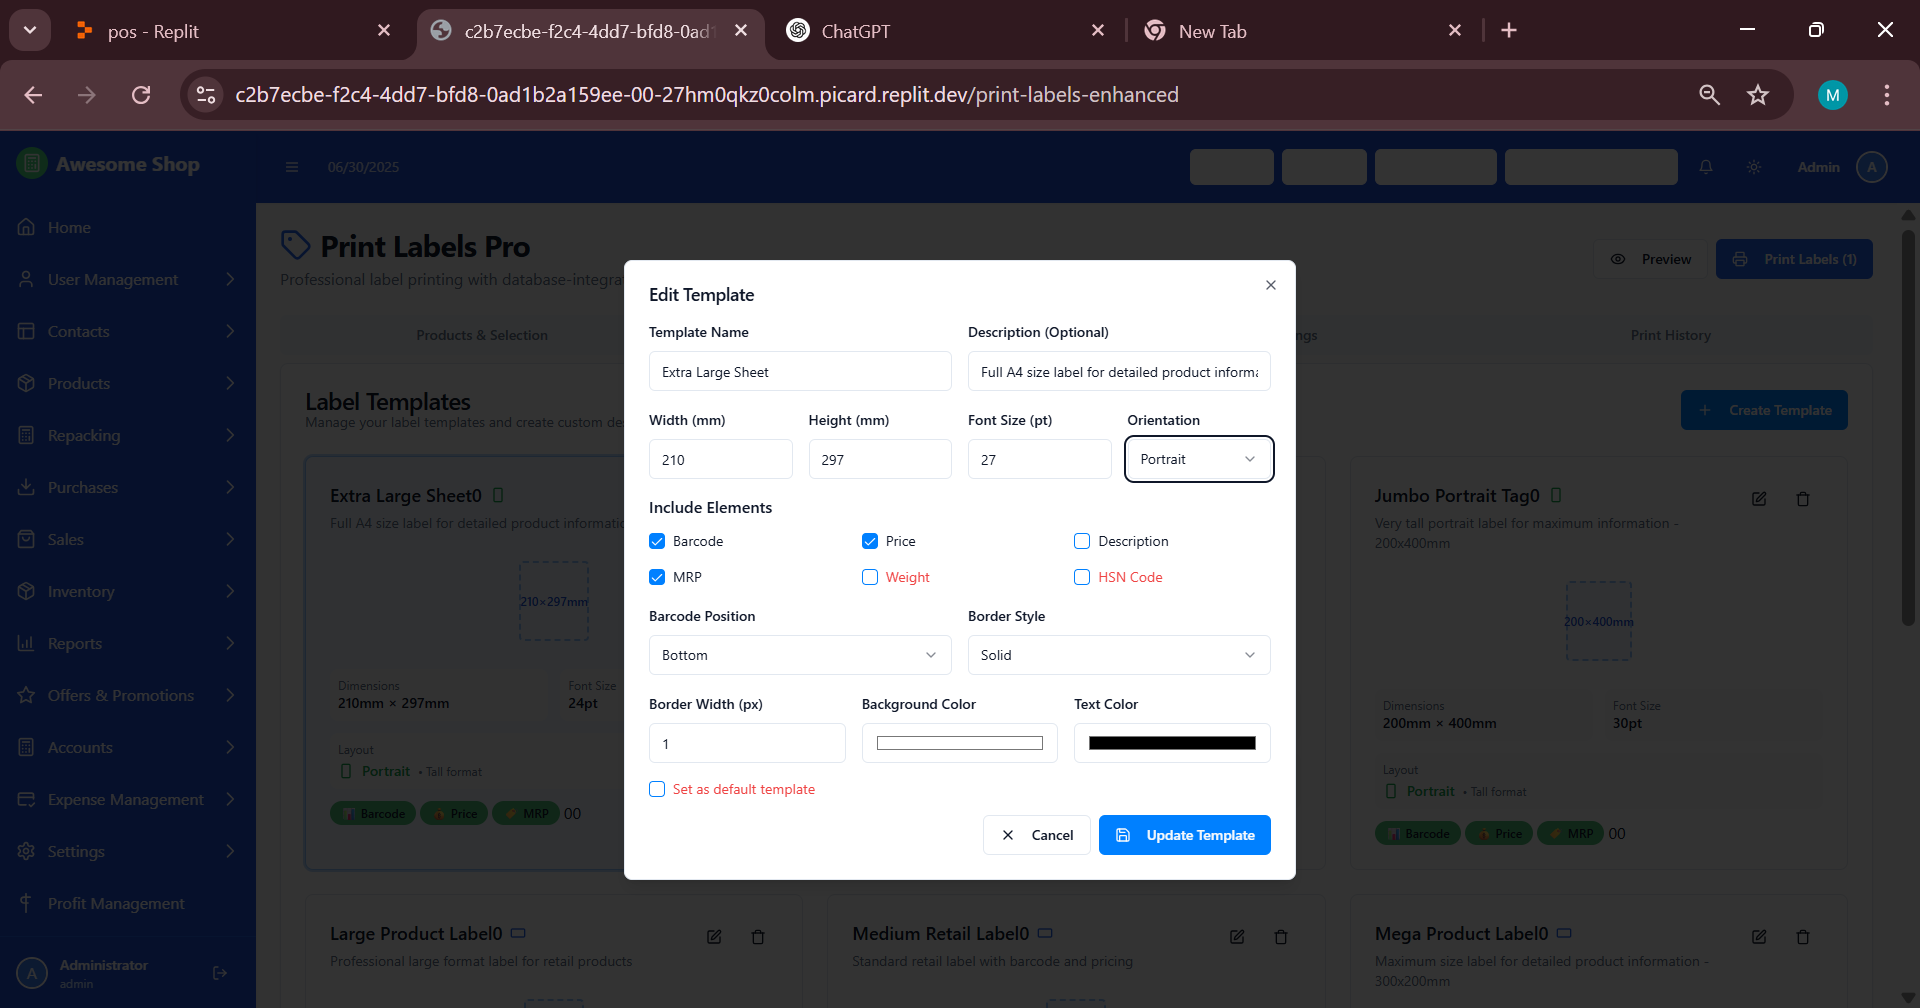 pos - Replit
c2b7ecbe-f2c4-4dd7-bfd8-0ad1
ChatGPT
New Tab
c2b7ecbe-f2c4-4dd7-bfd8-0ad1b2a159ee-00-27hm0qkz0colm.picard.replit.dev/print-labels-enhanced
M
Awesome Shop
06/30/2025
Admin
A
Home
User Management
Contacts
Products
Repacking
Purchases
Sales
Inventory
Reports
Offers & Promotions
Accounts
Expense Management
Settings
Profit Management
A
Administrator
admin
Print Labels Pro
Professional label printing with database-integra
Preview
Print Labels (1)
Products & Selection
ngs
Print History
Label Templates
Manage your label templates and create custom de
Create Template
Extra Large Sheet0
Full A4 size label for detailed product informatic
210×297mm
Dimensions
210mm × 297mm
Font Size
24pt
Layout
Portrait • Tall format
Barcode
Price
MRP
00
Jumbo Portrait Tag0
Very tall portrait label for maximum information -
200x400mm
200×400mm
Dimensions
200mm × 400mm
Font Size
30pt
Layout
Portrait • Tall format
Barcode
Price
MRP
00
Large Product Label0
Professional large format label for retail products
Medium Retail Label0
Standard retail label with barcode and pricing
Mega Product Label0
Maximum size label for detailed product information -
300x200mm
Edit Template
Template Name
Description (Optional)
Extra Large Sheet
Full A4 size label for detailed product informa
Width (mm)
Height (mm)
Font Size (pt)
Orientation
210
297
27
Portrait
Include Elements
Barcode
Price
Description
MRP
Weight
HSN Code
Barcode Position
Border Style
Bottom
Solid
Border Width (px)
Background Color
Text Color
1
Set as default template
Cancel
Update Template